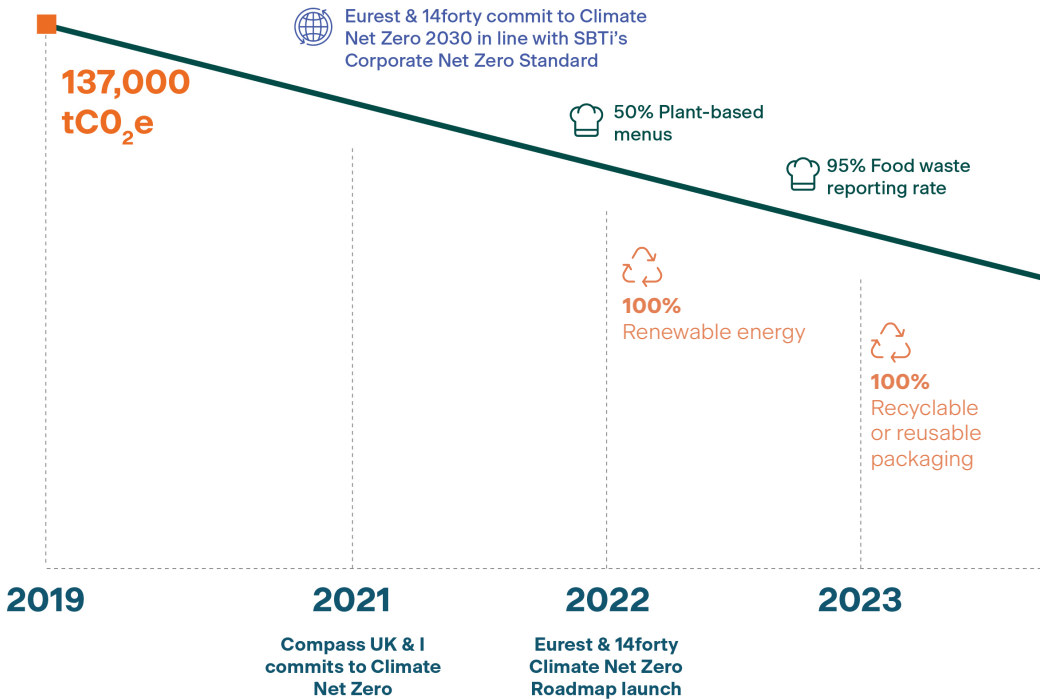 Eurest & 14forty commit to Climate
Net Zero 2030 in line with SBTi's
Corporate Net Zero Standard
137,000
tC0₂e
50% Plant-based
menus
95% Food waste
reporting rate
100%
Renewable energy
100%
Recyclable
or reusable
packaging
2019
2021
2022
2023
Compass UK & I
commits to Climate
Net Zero
Eurest & 14forty
Climate Net Zero
Roadmap launch